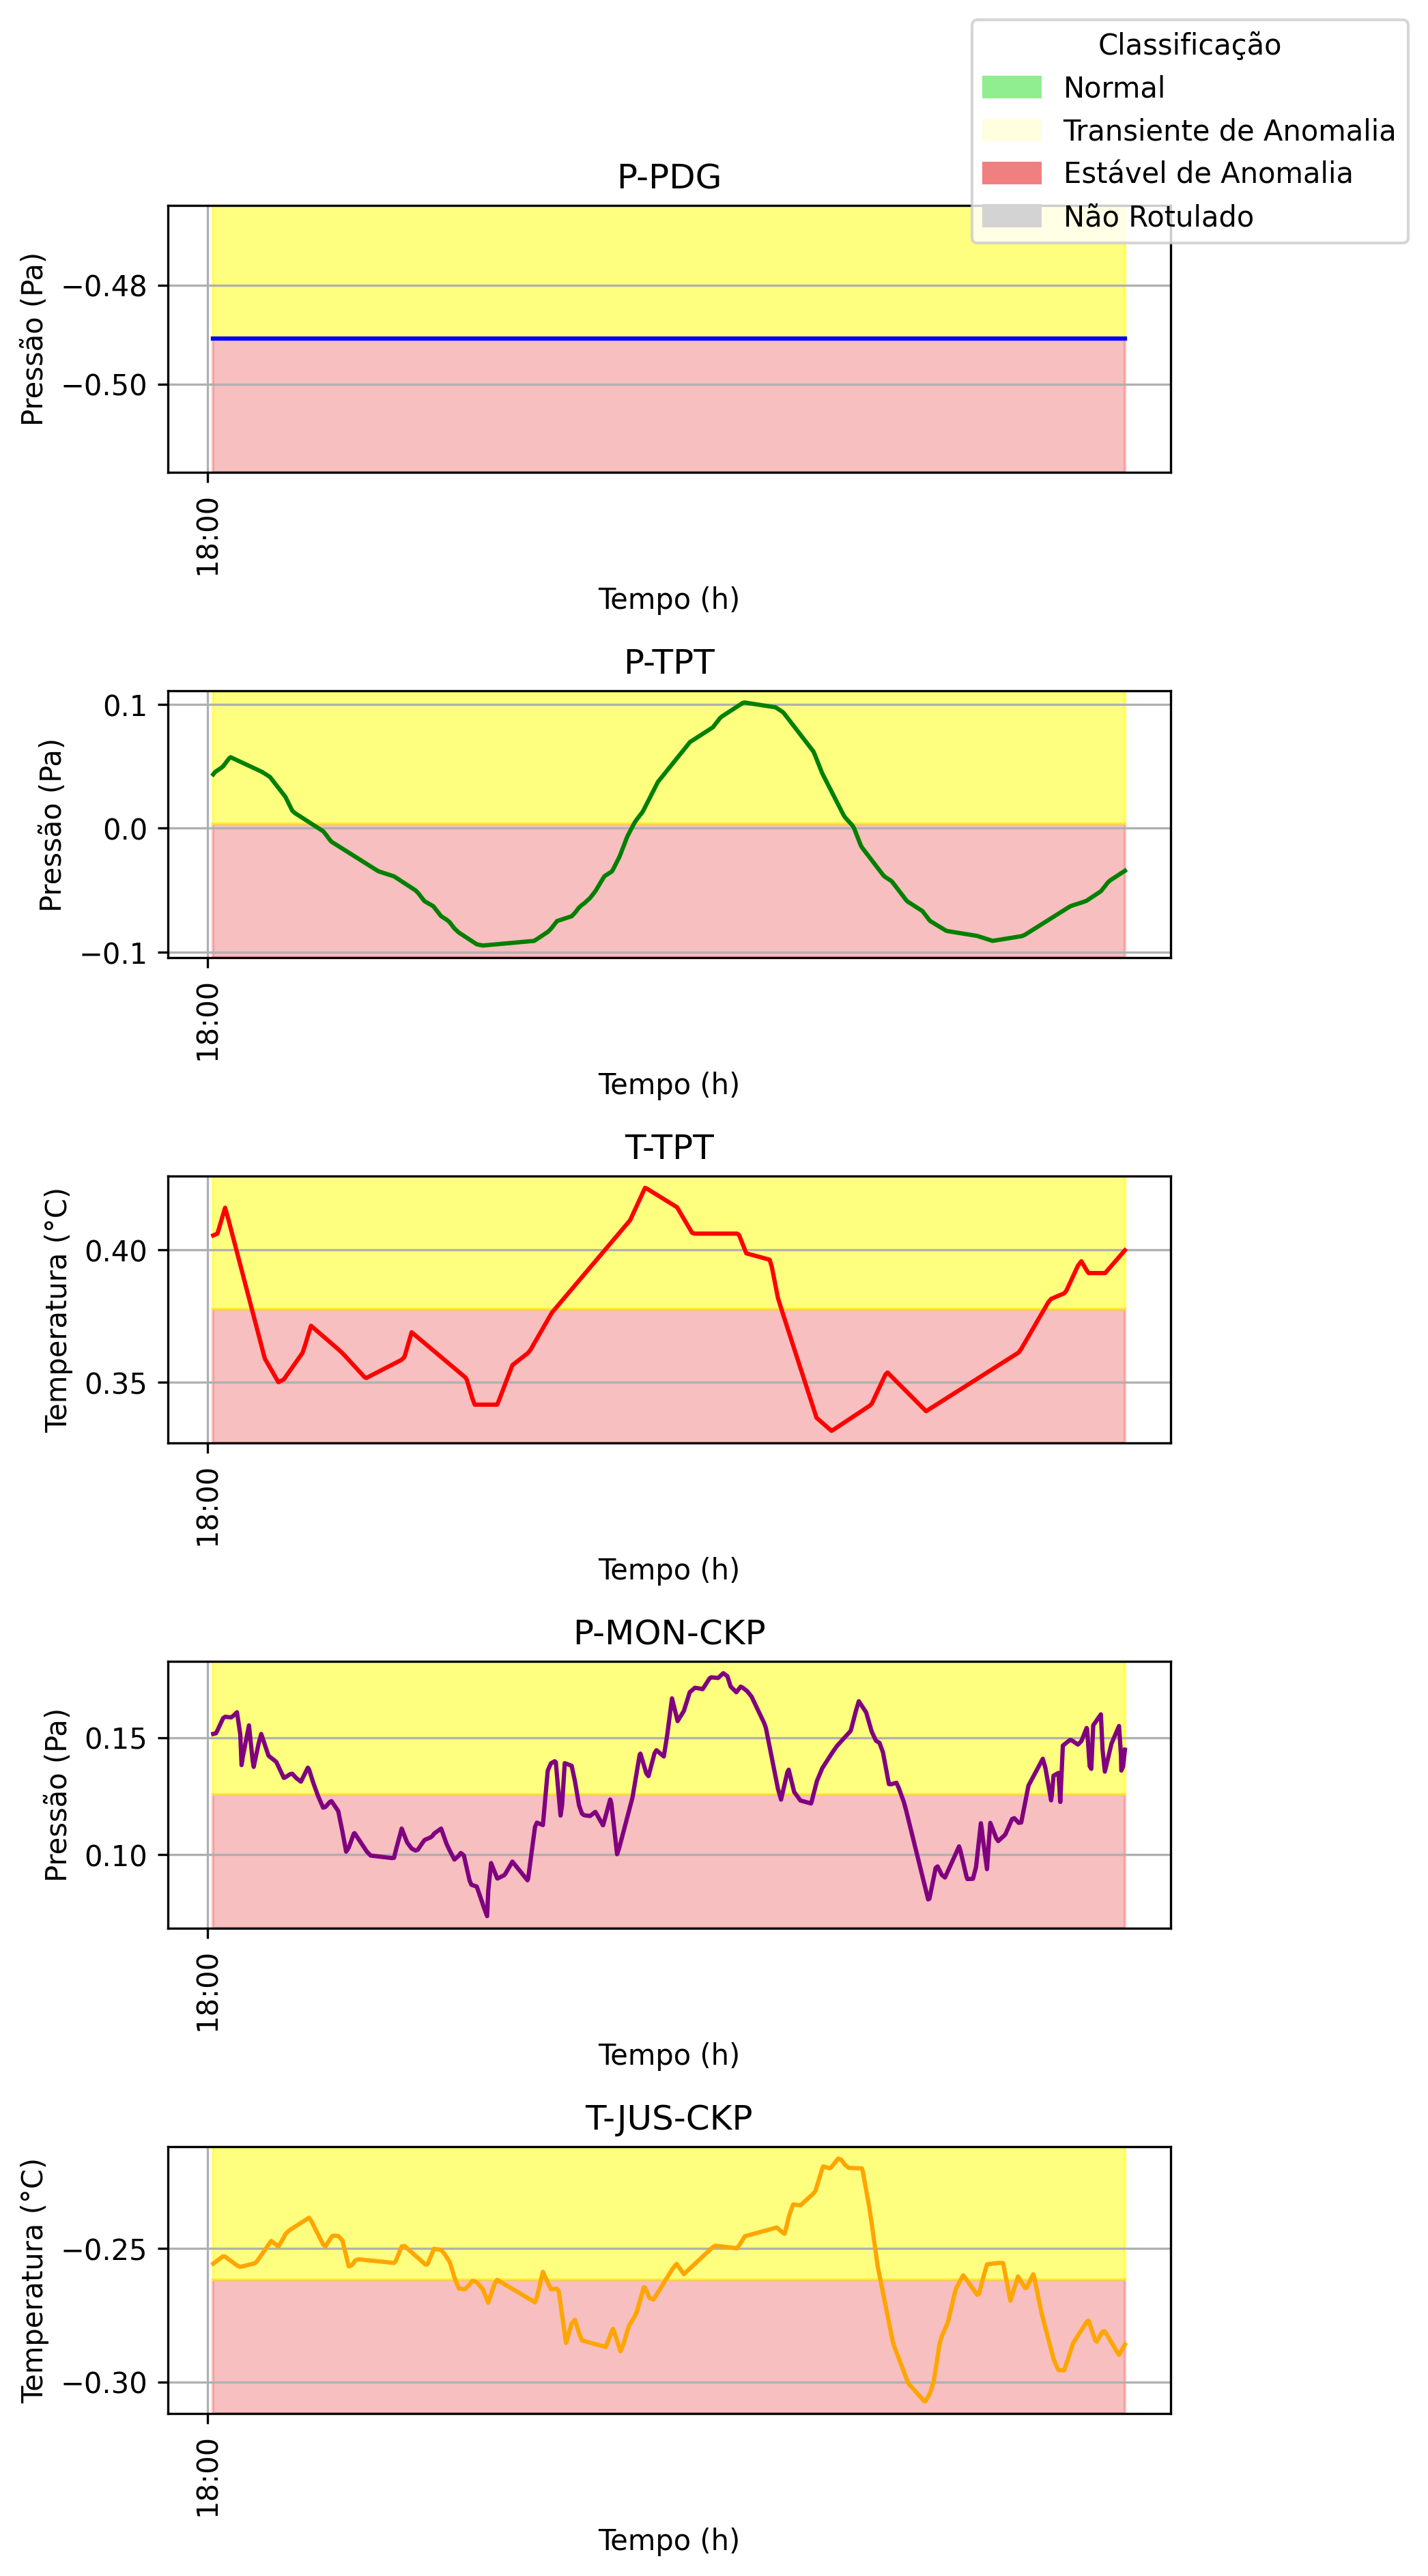 Classificação
Normal
Transiente de Anomalia
Estável de Anomalia
Não Rotulado
P-PDG
Pressão (Pa)
−0.48
−0.50
18:00
Tempo (h)
P-TPT
Pressão (Pa)
0.1
0.0
−0.1
18:00
Tempo (h)
T-TPT
Temperatura (°C)
0.40
0.35
18:00
Tempo (h)
P-MON-CKP
Pressão (Pa)
0.15
0.10
18:00
Tempo (h)
T-JUS-CKP
Temperatura (°C)
−0.25
−0.30
18:00
Tempo (h)